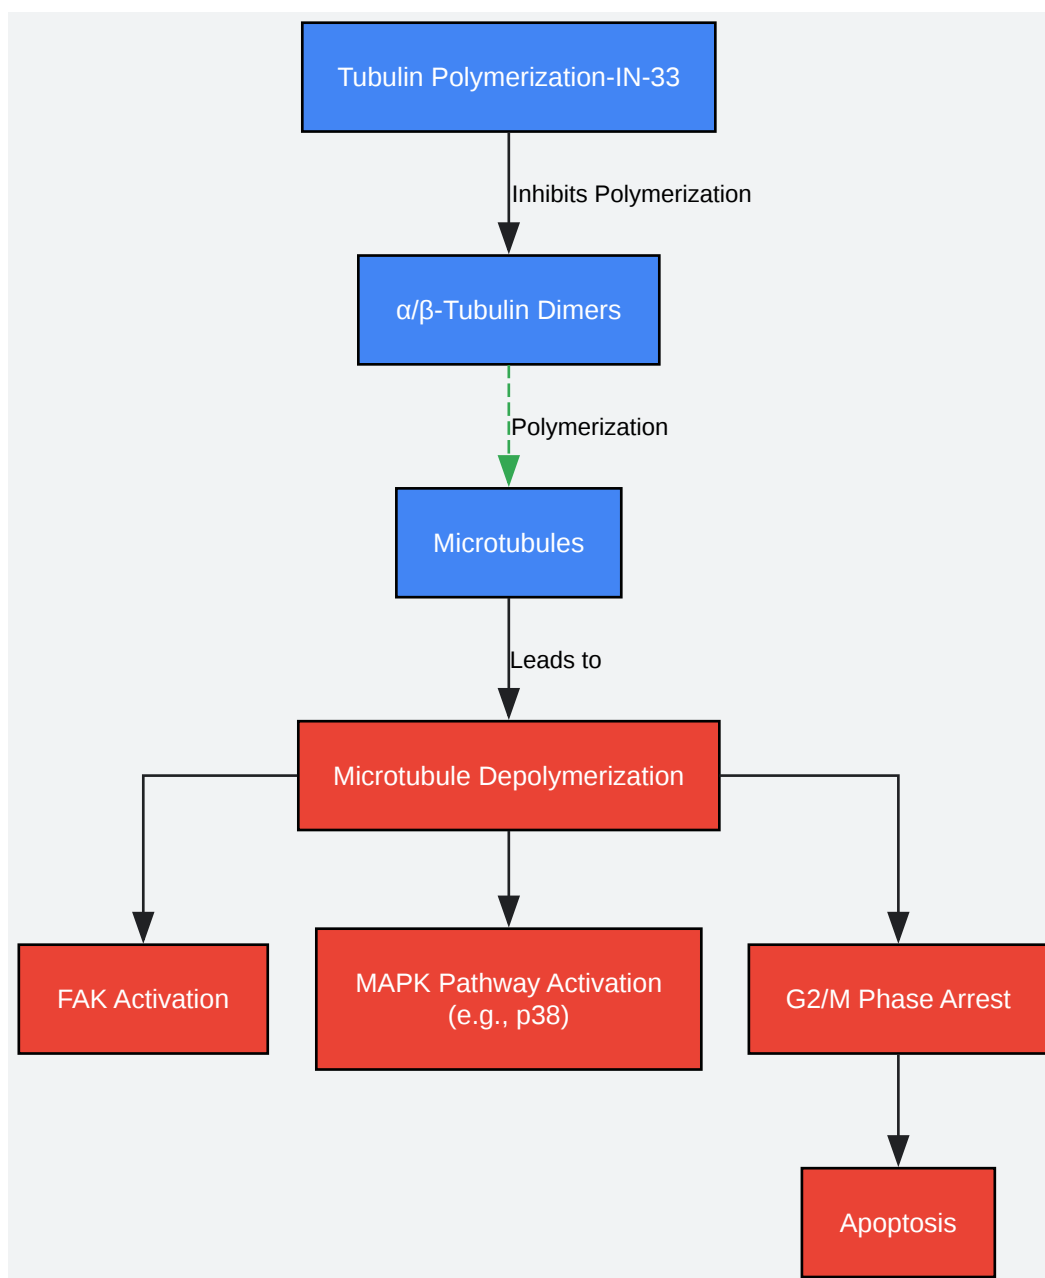 Tubulin Polymerization-IN-33
Inhibits Polymerization
α/β-Tubulin Dimers
Polymerization
Microtubules
Leads to
Microtubule Depolymerization
FAK Activation
MAPK Pathway Activation
(e.g., p38)
G2/M Phase Arrest
Apoptosis